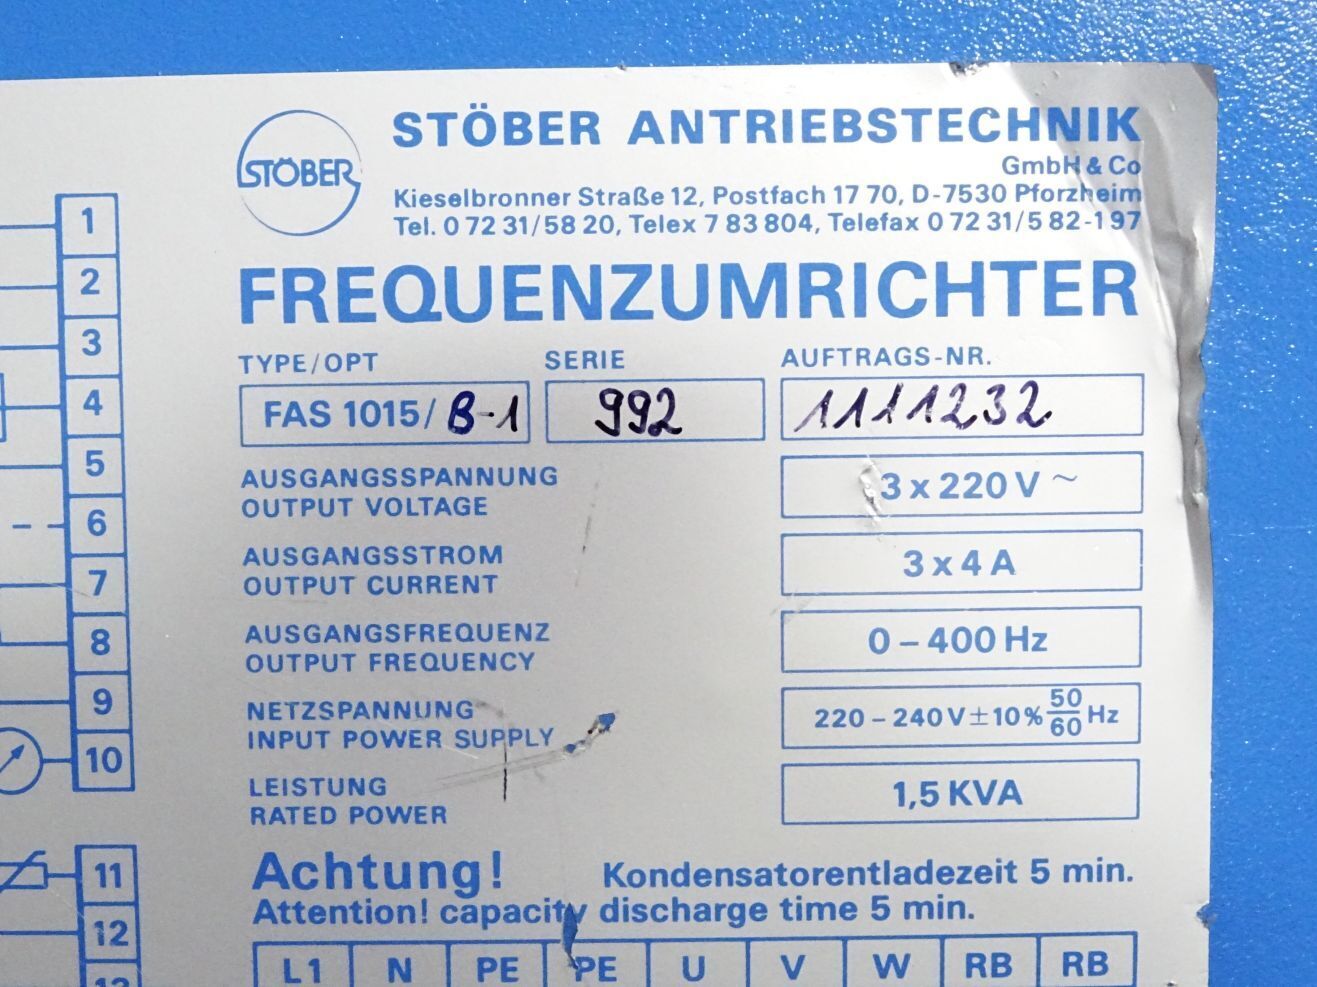 STÖBER
STÖBER ANTRIEBSTECHNIK
GmbH & Co
Kieselbronner Straße 12, Postfach 17 70, D-7530 Pforzheim
Tel. 0 72 31/58 20, Telex 7 83 804, Telefax 0 72 31/5 82-197
FREQUENZUMRICHTER
TYPE/OPT SERIE AUFTRAGS-NR.
FAS 1015/ B-1 992 1111232
AUSGANGSSPANNUNG
OUTPUT VOLTAGE
3 x 220 V ~
AUSGANGSSTROM
OUTPUT CURRENT
3 x 4 A
AUSGANGSFREQUENZ
OUTPUT FREQUENCY
0 – 400 Hz
NETZSPANNUNG
INPUT POWER SUPPLY
220 – 240 V ± 10% 50/60 Hz
LEISTUNG
RATED POWER
1,5 KVA
Achtung! Kondensatorentladezeit 5 min.
Attention! capacity discharge time 5 min.
L1 N PE PE U V W RB RB
1
2
3
4
5
6
7
8
9
10
11
12